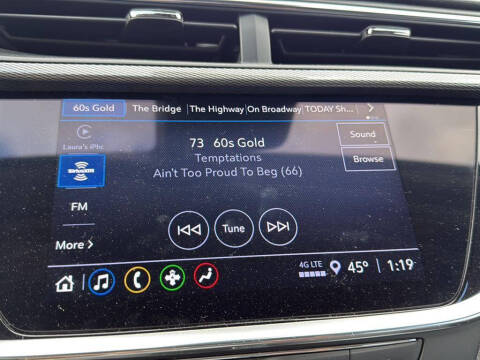 60s Gold The Bridge The Highway On Broadway TODAY Sh...
73 60s Gold
Sound
Laura's iPhc
Temptations
Browse
SiriusXM
Ain't Too Proud To Beg (66)
FM
Tune
More >
4G LTE 45° 1:19